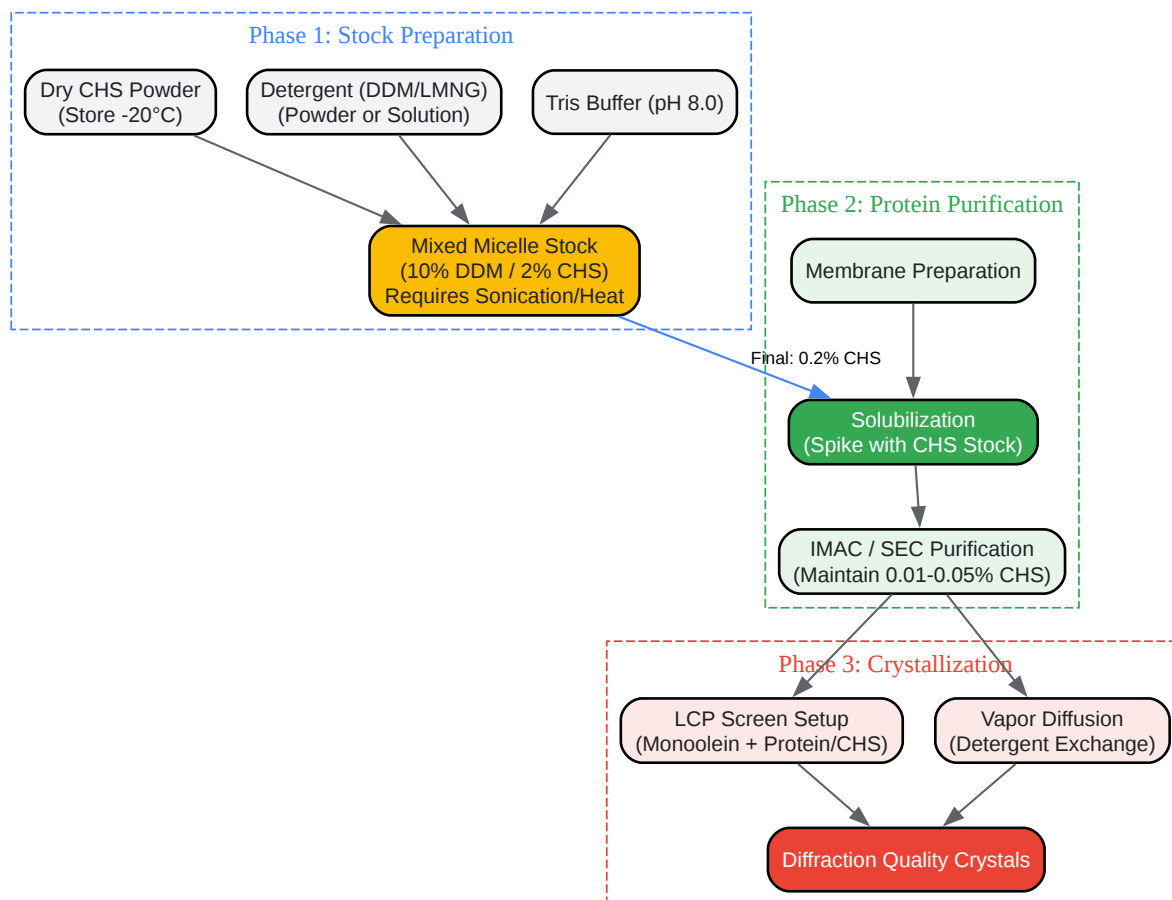 Phase 1: Stock Preparation
Dry CHS Powder
(Store -20°C)
Detergent (DDM/LMNG)
(Powder or Solution)
Tris Buffer (pH 8.0)
Mixed Micelle Stock
(10% DDM / 2% CHS)
Requires Sonication/Heat
Final: 0.2% CHS
Phase 2: Protein Purification
Membrane Preparation
Solubilization
(Spike with CHS Stock)
IMAC / SEC Purification
(Maintain 0.01-0.05% CHS)
Phase 3: Crystallization
LCP Screen Setup
(Monoolein + Protein/CHS)
Vapor Diffusion
(Detergent Exchange)
Diffraction Quality Crystals